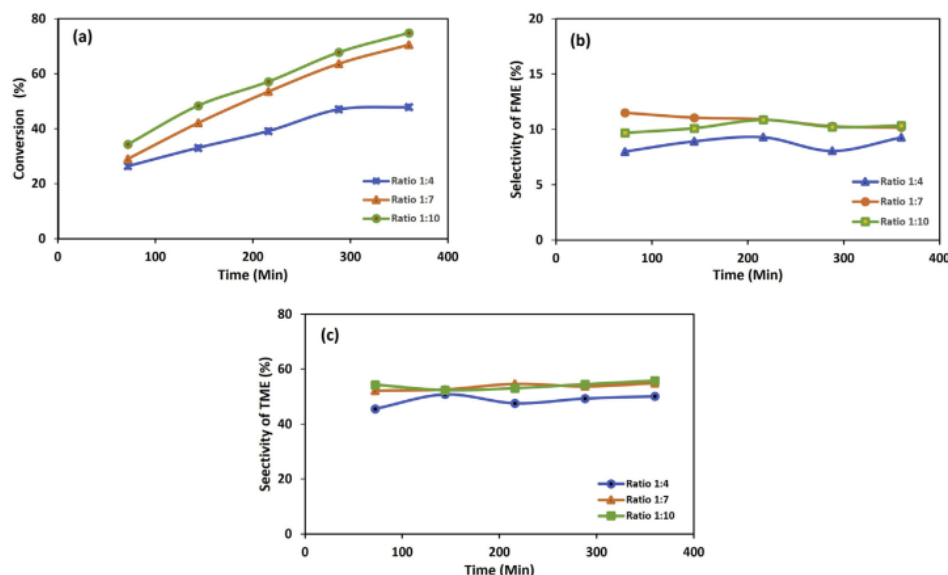 (a)
Conversion (%)
80
60
40
20
0
0 100 200 300 400
Time (Min)
Ratio 1:4
Ratio 1:7
Ratio 1:10
(b)
Selectivity of FME (%)
20
15
10
5
0
0 100 200 300 400
Time (Min)
Ratio 1:4
Ratio 1:7
Ratio 1:10
(c)
Seectivity of TME (%)
80
60
40
20
0
0 100 200 300 400
Time (Min)
Ratio 1:4
Ratio 1:7
Ratio 1:10